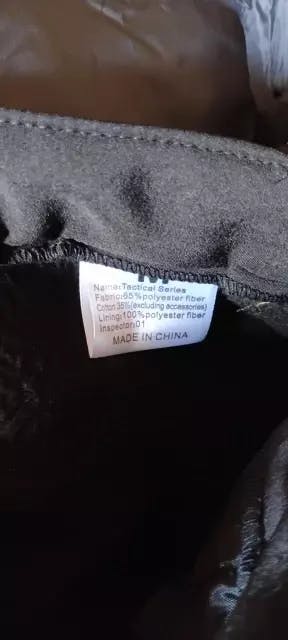 M
Name:Tactical Series
Fabric:65%polyester fiber
Cotton 35%(excluding accessories)
Lining:100%polyester fiber
Inspector:01
MADE IN CHINA